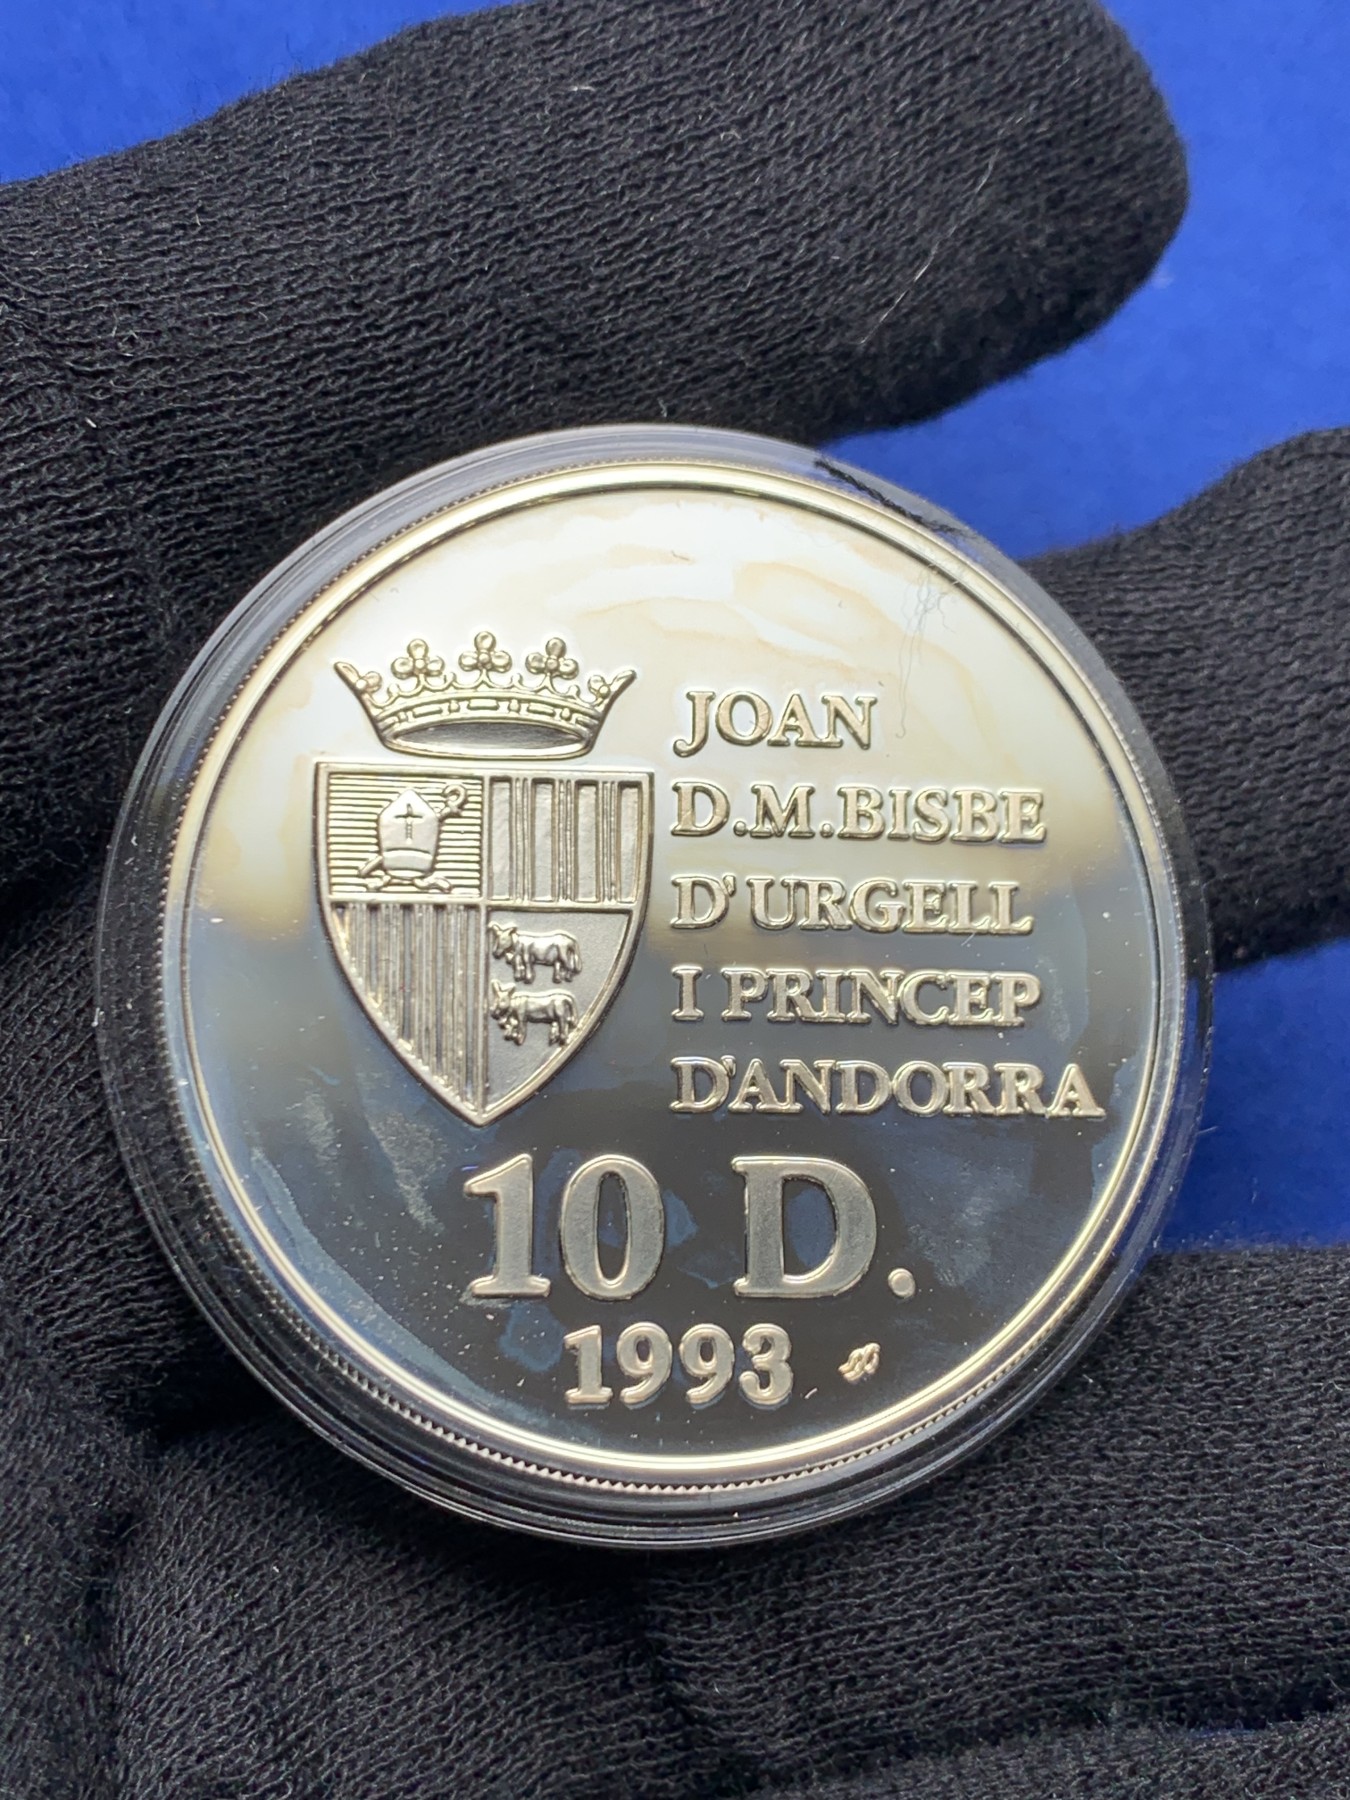 JOAN
D.M.BISBE
D'URGELL
I PRINCEP
D'ANDORRA
10 D.
1993